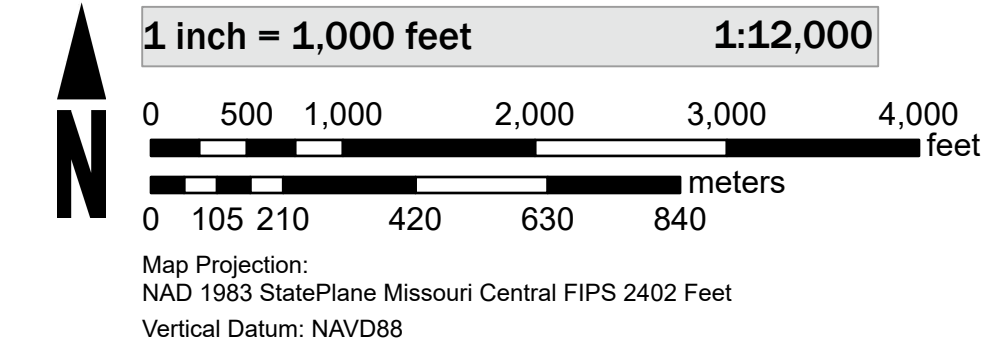 1 inch = 1,000 feet 1:12,000
0 500 1,000 2,000 3,000 4,000
feet
N
meters
0 105 210 420 630 840
Map Projection:
NAD 1983 StatePlane Missouri Central FIPS 2402 Feet
Vertical Datum: NAVD88